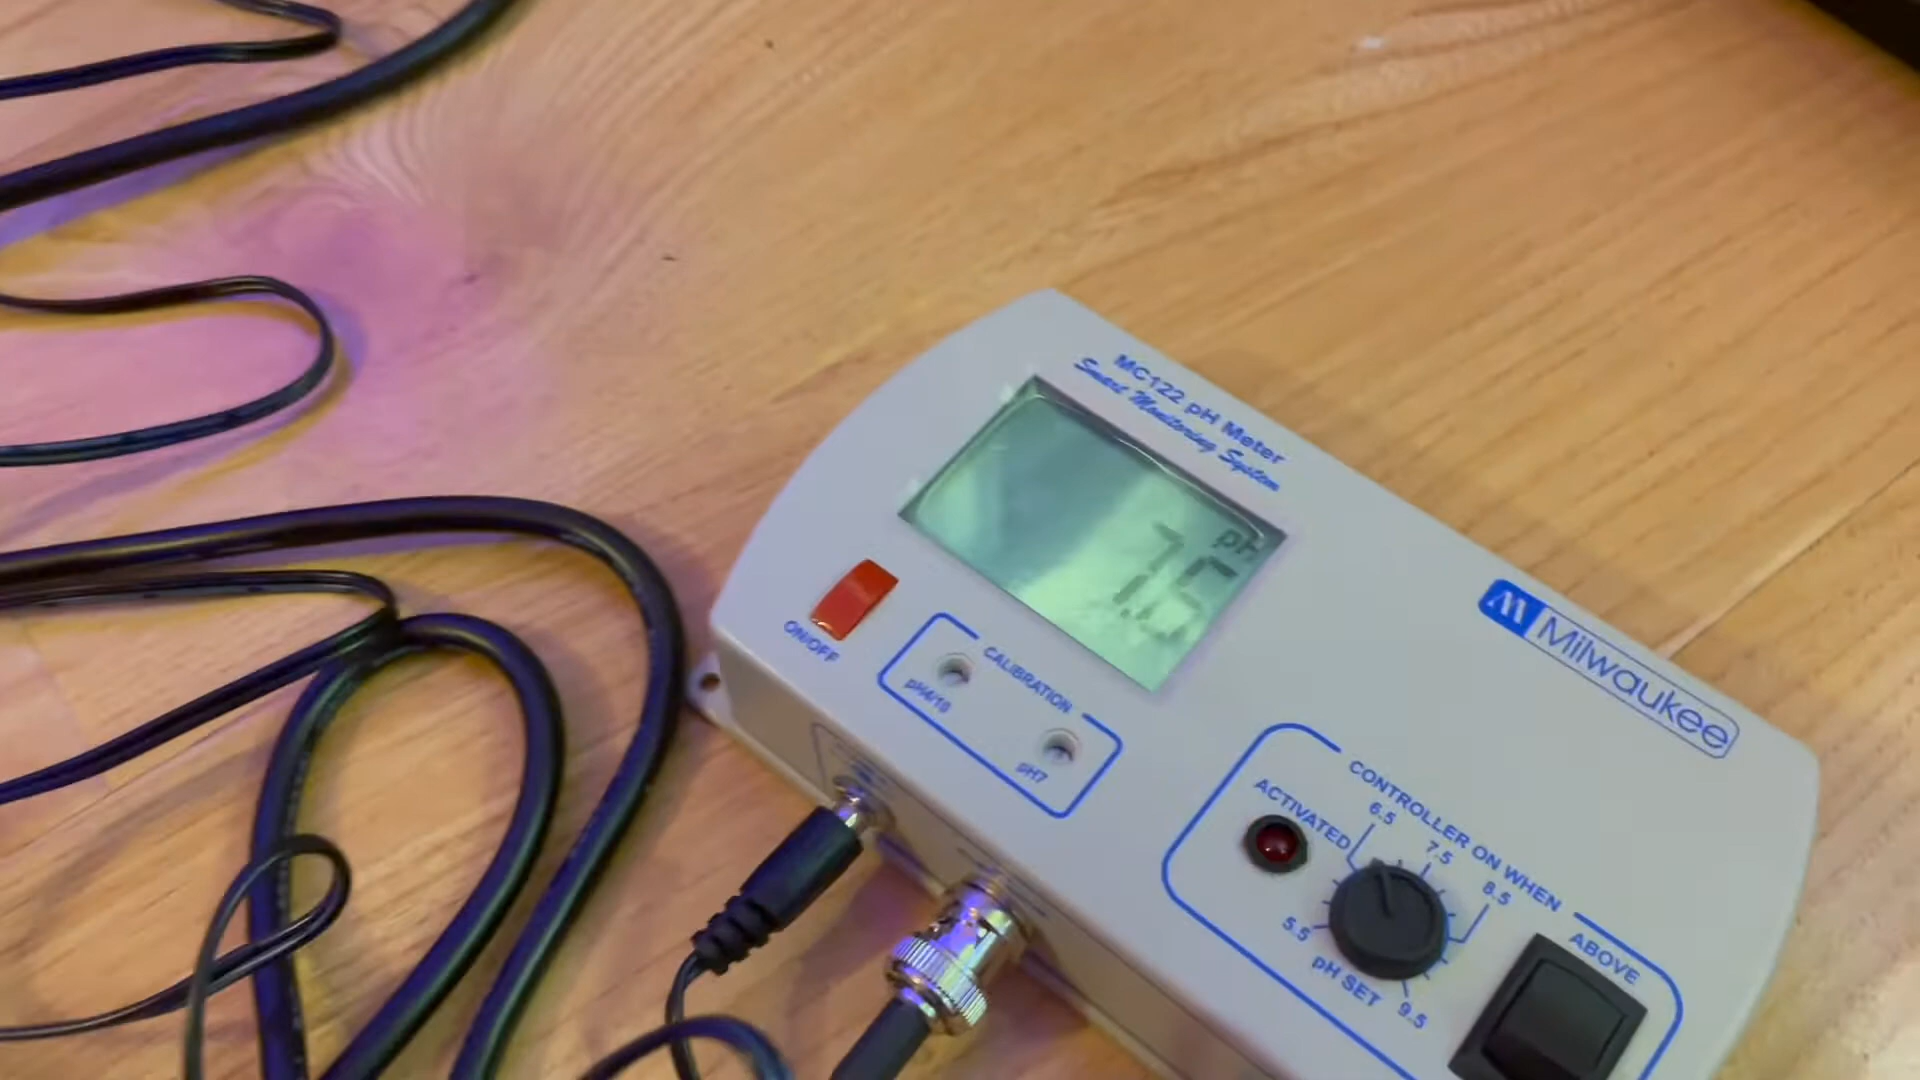 MC122 pH Meter
Smart Monitoring System
pH
7.5
ON/OFF
CALIBRATION
pH4/10
pH7
Milwaukee
CONTROLLER ON WHEN
ACTIVATED
6.5
7.5
8.5
5.5
pH SET
9.5
ABOVE